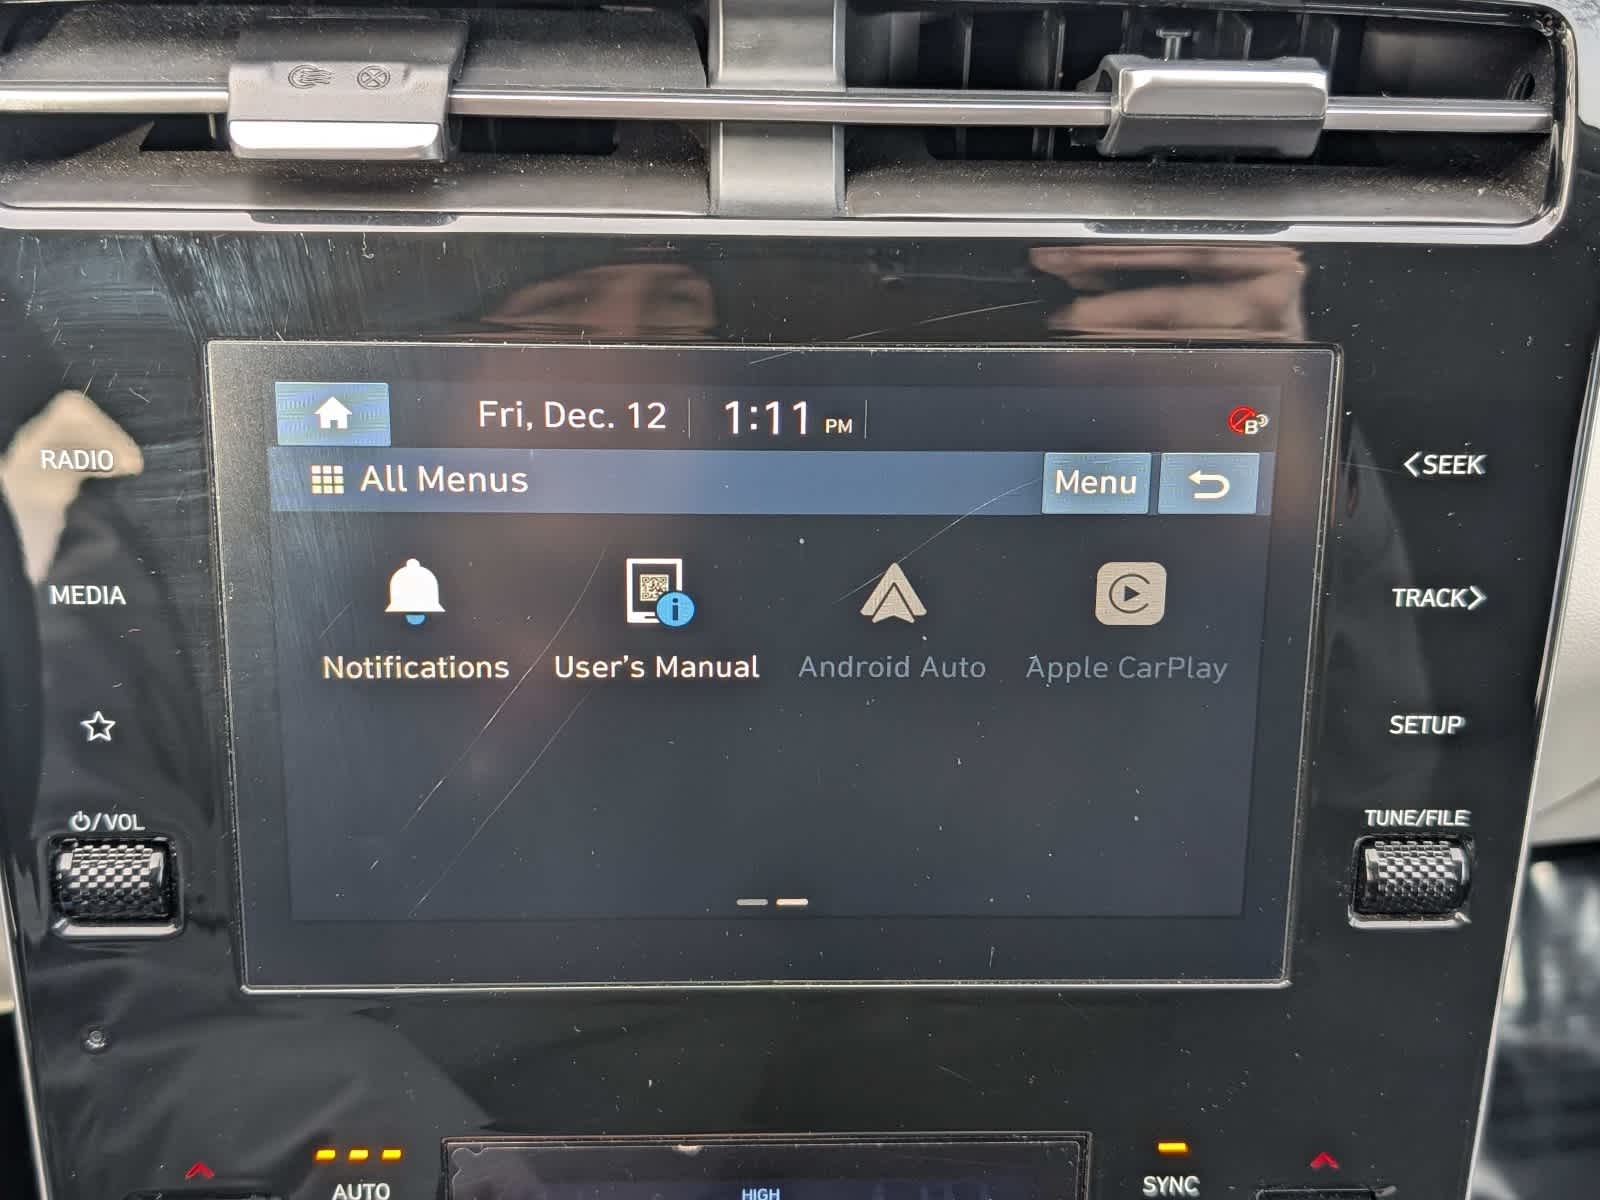 Fri, Dec. 12 1:11 PM B
All Menus Menu
RADIO
<SEEK
MEDIA
TRACK>
Notifications User's Manual Android Auto Apple CarPlay
SETUP
/VOL
TUNE/FILE
AUTO
HIGH
SYNC